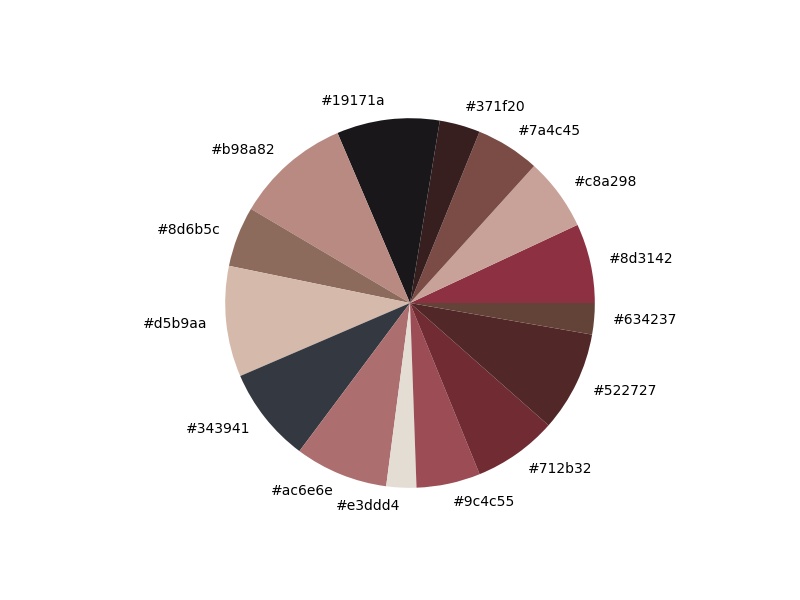 #19171a
#371f20
#7a4c45
#b98a82
#c8a298
#8d6b5c
#8d3142
#d5b9aa
#634237
#343941
#522727
#ac6e6e
#712b32
#e3ddd4
#9c4c55